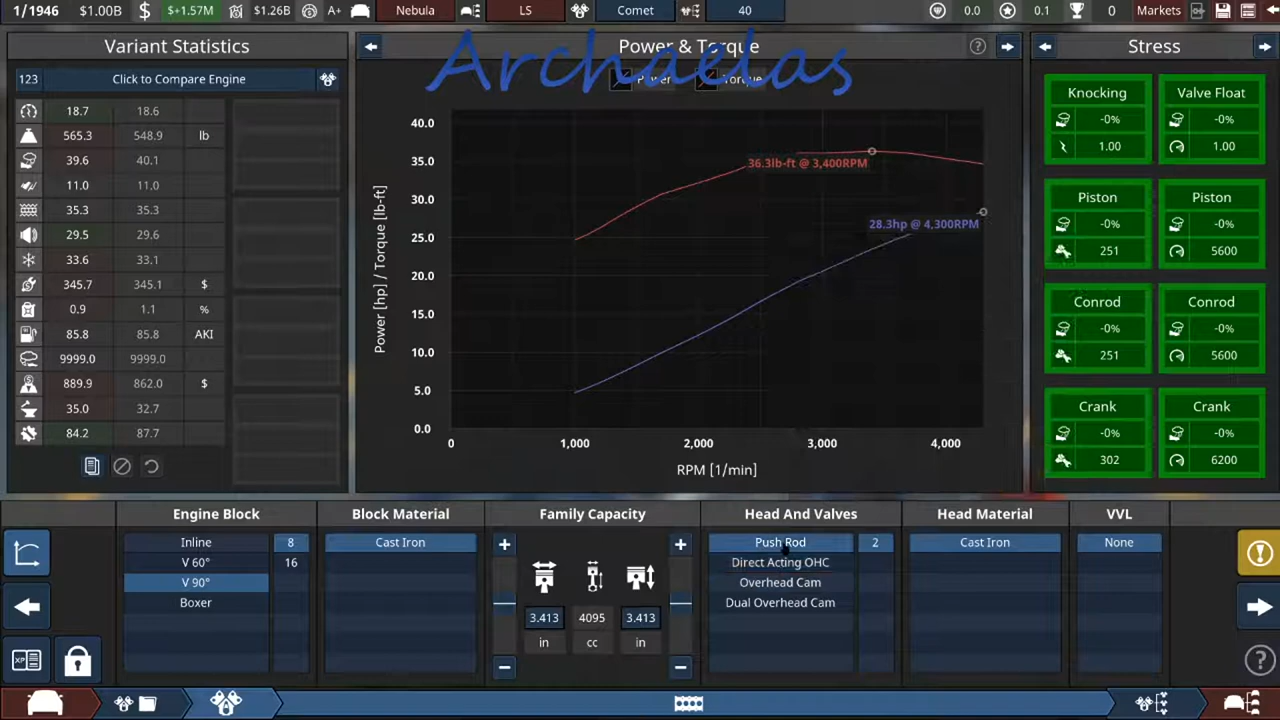 1/1946 $1.00B $+1.57M $1.26B A+ Nebula LS Comet 40 0.0 0.1 0 Markets
Archaelas
Variant Statistics
123 Click to Compare Engine
18.7 18.6
565.3 548.9 lb
39.6 40.1
11.0 11.0
35.3 35.3
29.5 29.6
33.6 33.1
345.7 345.1 $
0.9 1.1 %
85.8 85.8 AKI
9999.0 9999.0
889.9 862.0 $
35.0 32.7
84.2 87.7
Power & Torque
Power Torque
Power [hp] / Torque [lb-ft]
40.0
35.0
30.0
25.0
20.0
15.0
10.0
5.0
0.0
36.3lb-ft @ 3,400RPM
28.3hp @ 4,300RPM
0 1,000 2,000 3,000 4,000
RPM [1/min]
Stress
Knocking Valve Float
-0% -0%
1.00 1.00
Piston Piston
-0% -0%
251 5600
Conrod Conrod
-0% -0%
251 5600
Crank Crank
-0% -0%
302 6200
Engine Block
Inline 8
V 60° 16
V 90°
Boxer
Block Material
Cast Iron
Family Capacity
3.413 4095 3.413
in cc in
Head And Valves
Push Rod 2
Direct Acting OHC
Overhead Cam
Dual Overhead Cam
Head Material
Cast Iron
VVL
None
XP